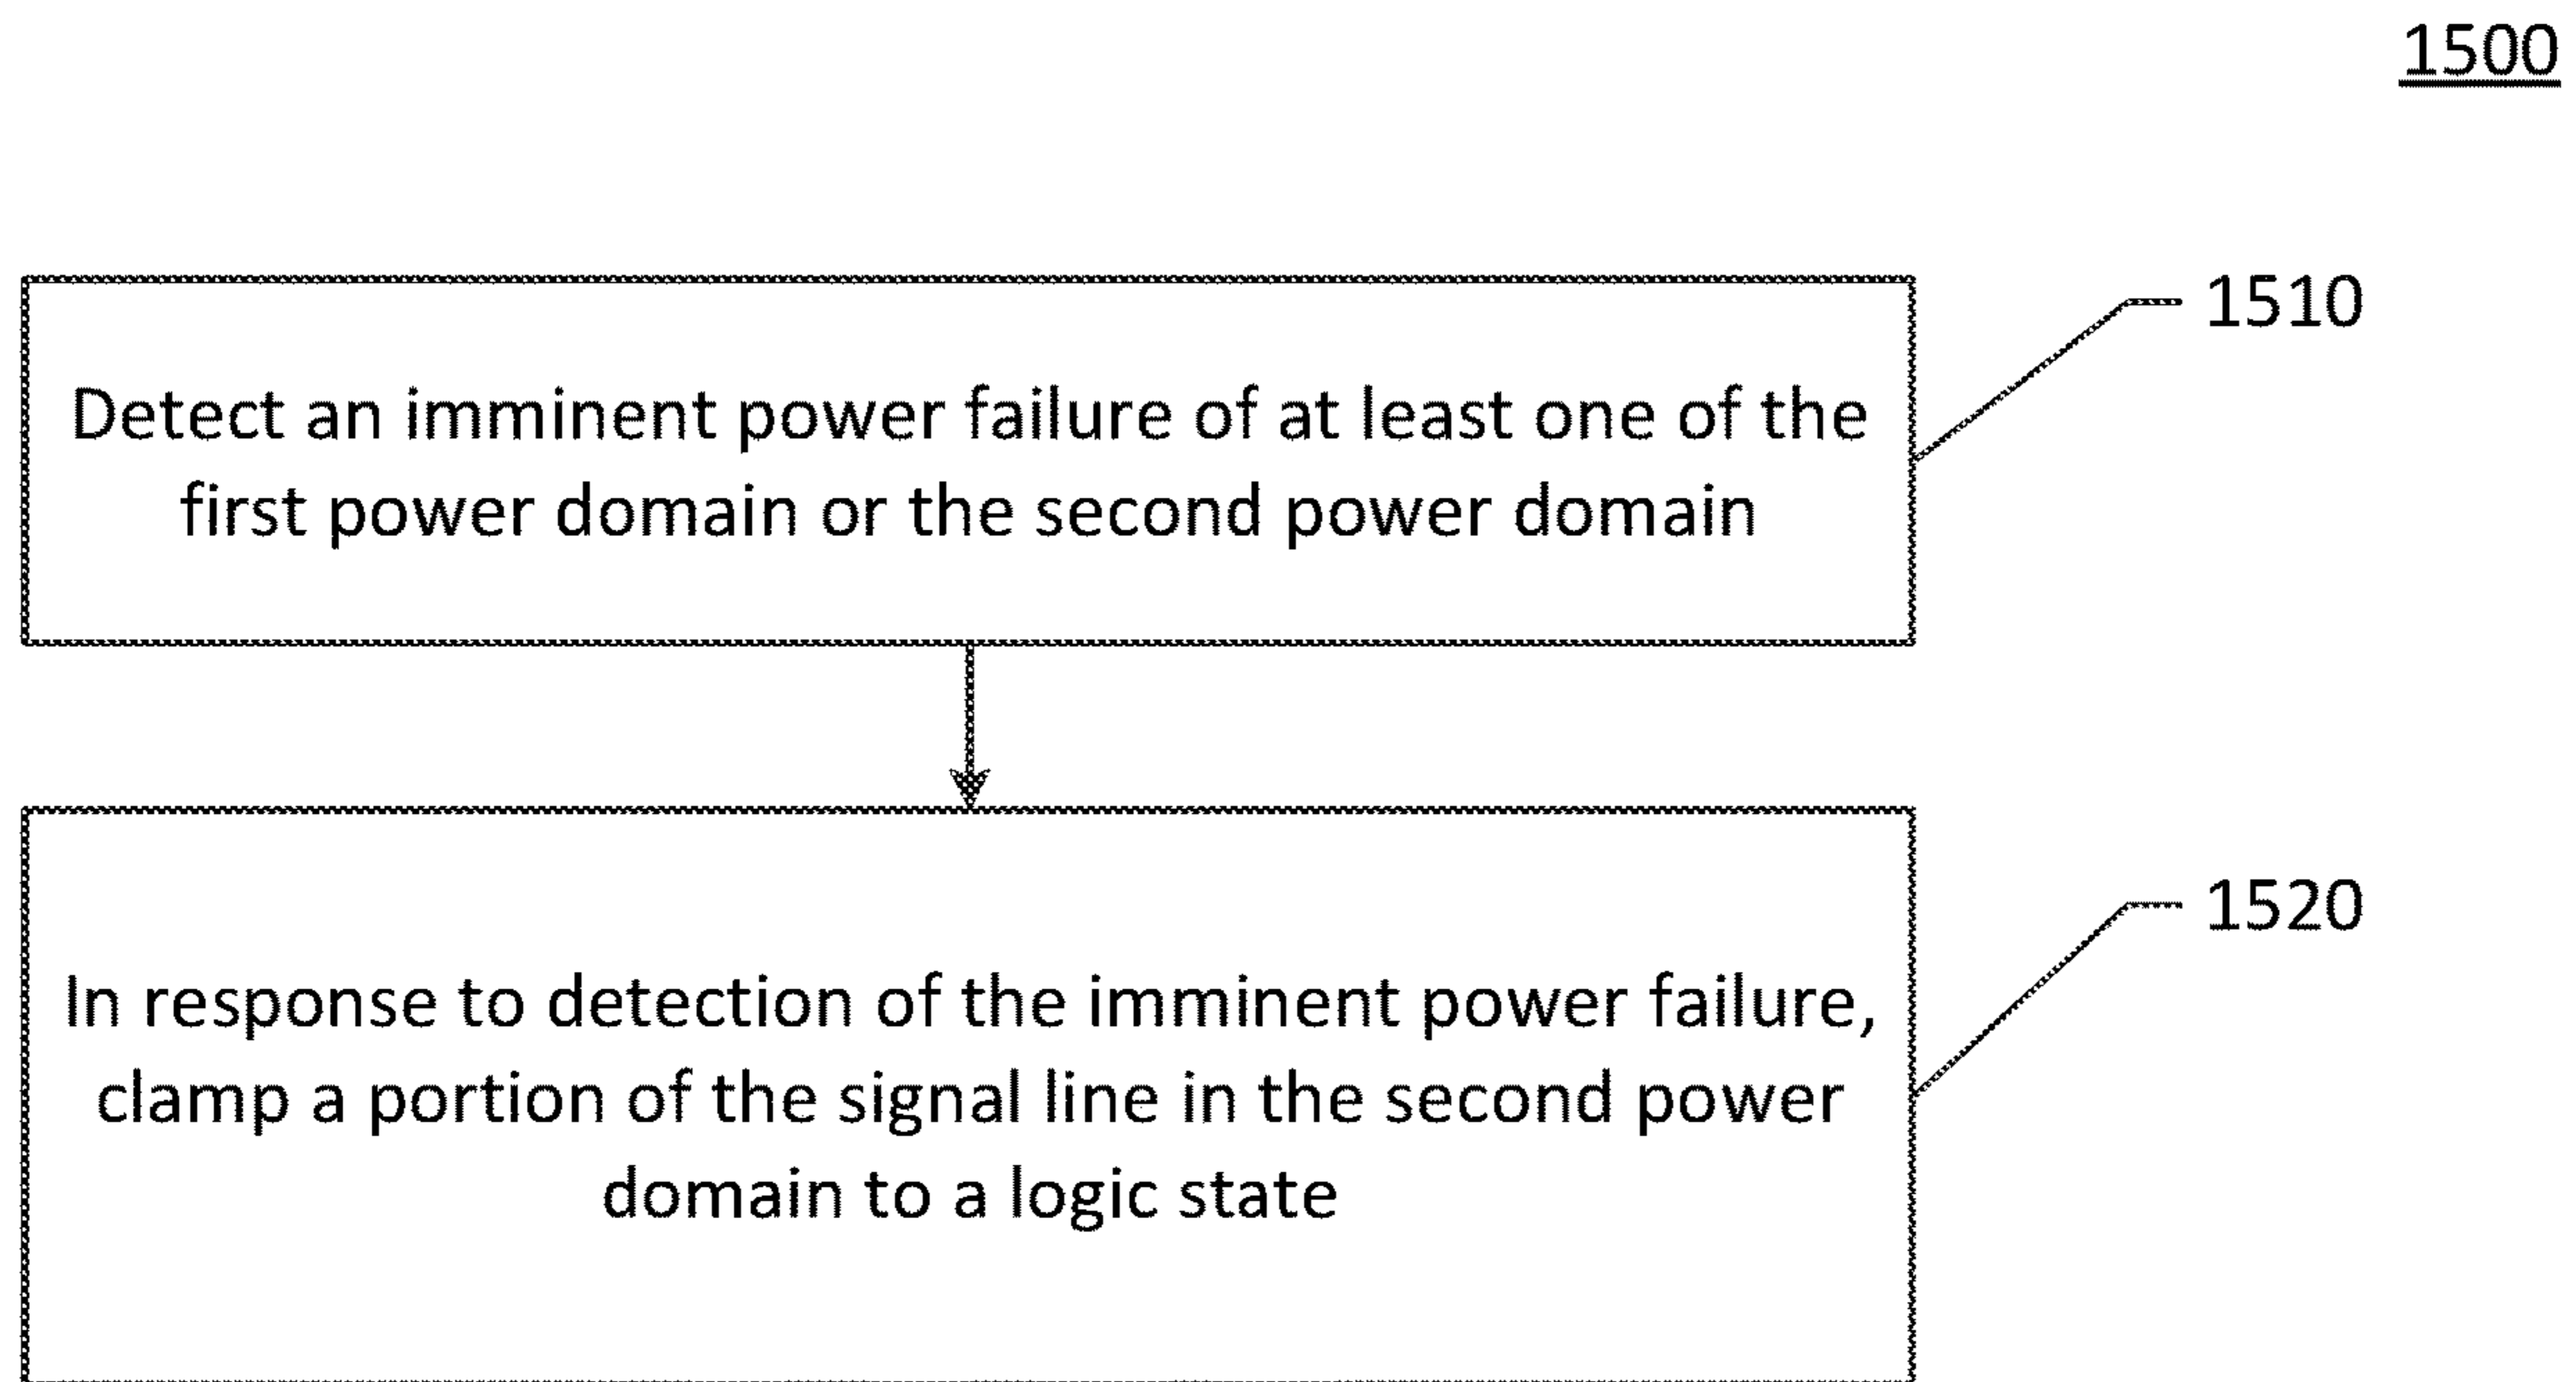 1500
1510
Detect an imminent power failure of at least one of the
first power domain or the second power domain
1520
In response to detection of the imminent power failure,
clamp a portion of the signal line in the second power
domain to a logic state